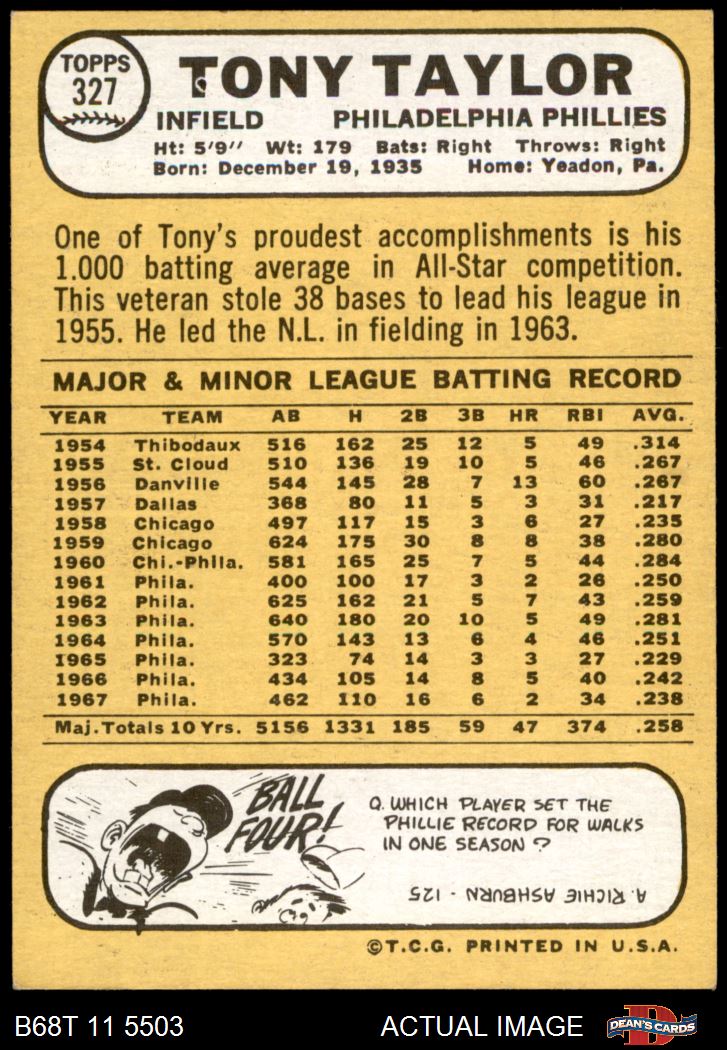 TOPPS
327
TONY TAYLOR
INFIELD PHILADELPHIA PHILLIES
Ht: 5'9" Wt: 179 Bats: Right Throws: Right
Born: December 19, 1935 Home: Yeadon, Pa.
One of Tony's proudest accomplishments is his
1.000 batting average in All-Star competition.
This veteran stole 38 bases to lead his league in
1955. He led the N.L. in fielding in 1963.
MAJOR & MINOR LEAGUE BATTING RECORD
YEAR TEAM AB H 2B 3B HR RBI AVG.
1954 Thibodaux 516 162 25 12 5 49 .314
1955 St. Cloud 510 136 19 10 5 46 .267
1956 Danville 544 145 28 7 13 60 .267
1957 Dallas 368 80 11 5 3 31 .217
1958 Chicago 497 117 15 3 6 27 .235
1959 Chicago 624 175 30 8 8 38 .280
1960 Chi.-Phila. 581 165 25 7 5 44 .284
1961 Phila. 400 100 17 3 2 26 .250
1962 Phila. 625 162 21 5 7 43 .259
1963 Phila. 640 180 20 10 5 49 .281
1964 Phila. 570 143 13 6 4 46 .251
1965 Phila. 323 74 14 3 3 27 .229
1966 Phila. 434 105 14 8 5 40 .242
1967 Phila. 462 110 16 6 2 34 .238
Maj. Totals 10 Yrs. 5156 1331 185 59 47 374 .258
BALL
FOUR!
Q. WHICH PLAYER SET THE
PHILLIE RECORD FOR WALKS
IN ONE SEASON ?
A. RICHIE ASHBURN - 125
©T.C.G. PRINTED IN U.S.A.
B68T 11 5503 ACTUAL IMAGE
D
DEAN'S CARDS